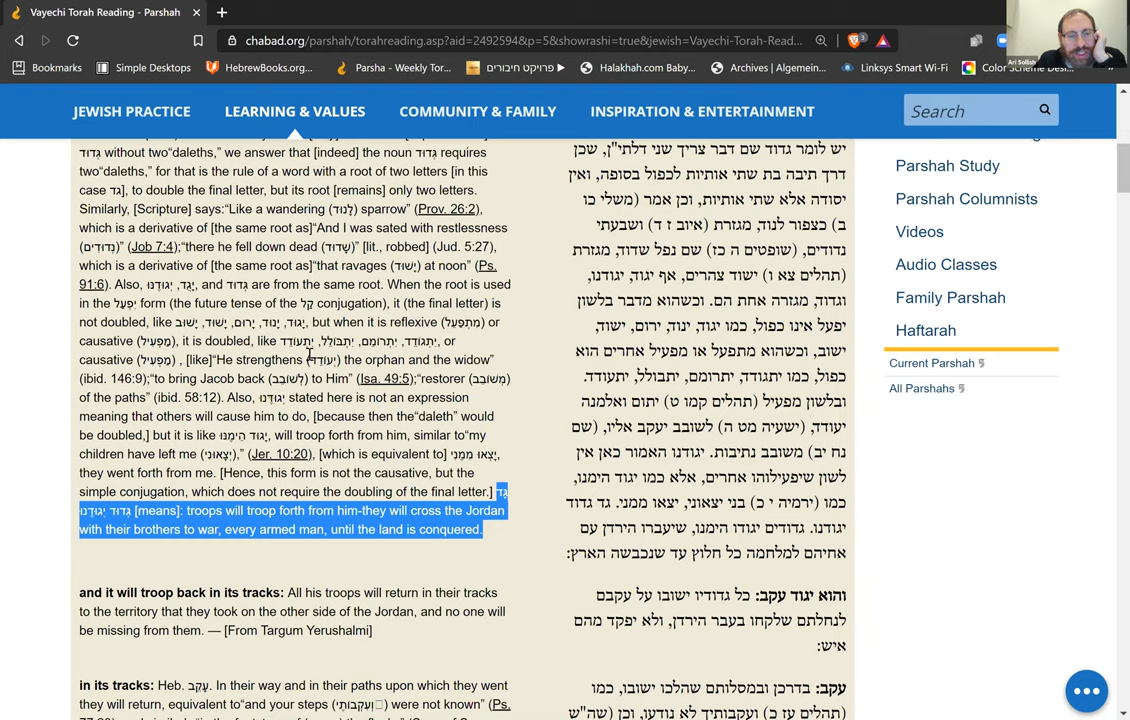 Vayechi Torah Reading - Parshah
chabad.org/parshah/torahreading.asp?aid=2492594&p=5&showrashi=true&jewish=Vayechi-Torah-Read...
Ari Sollish
Bookmarks
Simple Desktops
HebrewBooks.org...
Parsha - Weekly Tor...
פרויקט חיבורים
Halakhah.com Baby...
Archives | Algemein...
Linksys Smart Wi-Fi
JEWISH PRACTICE
LEARNING & VALUES
COMMUNITY & FAMILY
INSPIRATION & ENTERTAINMENT
Search
גְּדוּד without two“daleths,” we answer that [indeed] the noun גְּדוּד requires
two“daleths,” for that is the rule of a word with a root of two letters [in this
case גד], to double the final letter, but its root [remains] only two letters.
Similarly, [Scripture] says:“Like a wandering (לָנוּד) sparrow” (Prov. 26:2),
which is a derivative of [the same root as]“And I was sated with restlessness
(נְדוּדִים)” (Job 7:4);“there he fell down dead (שָׁדוּד)” [lit., robbed] (Jud. 5:27),
which is a derivative of [the same root as]“that ravages (יָשׁוּד) at noon” (Ps.
91:6). Also, יָגֻד, יְגוּדֶנּוּ, and גְּדוּד are from the same root. When the root is used
in the יִפְעַל form (the future tense of the קַל conjugation), it (the final letter) is
not doubled, like יָגוּד, יָנוּד, יָרוּם, יָשׁוּד, יָשׁוּב, but when it is reflexive (מִתְפַּעֵל) or
causative (מַפְעִיל), it is doubled, like יִתְגּוֹדֵד, יִתְרוֹמֵם, יִתְבּוֹלֵל, יִתְעוֹדֵד, or
causative (מַפְעִיל) , [like]“He strengthens (יְעוֹדֵד) the orphan and the widow”
(ibid. 146:9);“to bring Jacob back (לְשׁוֹבֵב) to Him” (Isa. 49:5);“restorer (מְשׁוֹבֵב)
of the paths” (ibid. 58:12). Also, יְגוּדֶנּוּ stated here is not an expression
meaning that others will cause him to do, [because then the“daleth” would
be doubled,] but it is like יָגוּד הֵימֶנּוּ, will troop forth from him, similar to“my
children have left me (יְצָאוּנִי),” (Jer. 10:20), [which is equivalent to] יָצְאוּ מִמֶּנִּי,
they went forth from me. [Hence, this form is not the causative, but the
simple conjugation, which does not require the doubling of the final letter.] גָּד
גְּדוּד יְגוּדֶנּוּ [means]: troops will troop forth from him-they will cross the Jordan
with their brothers to war, every armed man, until the land is conquered.
and it will troop back in its tracks: All his troops will return in their tracks
to the territory that they took on the other side of the Jordan, and no one will
be missing from them. — [From Targum Yerushalmi]
in its tracks: Heb. עָקֵב. In their way and in their paths upon which they went
they will return, equivalent to“and your steps (וְעִקְּבוֹתֶיךָ) were not known” (Ps.
יש לומר גדוד שם דבר צריך שני דלתי"ן, שכן
דרך תיבה בת שתי אותיות לכפול בסופה, ואין
יסודה אלא שתי אותיות, וכן אמר (משלי כו
ב) כצפור לנוד, מגזרת (איוב ז ד) ושבעתי
נדודים, (שופטים ה כז) שם נפל שדוד, מגזרת
(תהלים צא ו) ישוד צהרים, אף יגוד, יגודנו,
וגדוד, מגזרה אחת הם. וכשהוא מדבר בלשון
יפעל אינו כפול, כמו יגוד, ינוד, ירום, ישוד,
ישוב, וכשהוא מתפעל או מפעיל אחרים הוא
כפול, כמו יתגודד, יתרומם, יתבולל, יתעודד.
ובלשון מפעיל (תהלים קמו ט) יתום ואלמנה
יעודד, (ישעיה מט ה) לשובב יעקב אליו, (שם
נח יב) משובב נתיבות. יגודנו האמור כאן אין
לשון שיפעילוהו אחרים, אלא כמו יגוד הימנו,
כמו (ירמיה י כ) בני יצאוני, יצאו ממני. גד גדוד
יגודנו. גדודים יגודו הימנו, שיעברו הירדן עם
אחיהם למלחמה כל חלוץ עד שנכבשה הארץ:
והוא יגוד עקב: כל גדודיו ישובו על עקבם
לנחלתם שלקחו בעבר הירדן, ולא יפקד מהם
איש:
עקב: בדרכן ובמסלותם שהלכו ישובו, כמו
(תהלים עז כ) ועקבותיך לא נודעו, וכן (שה"ש
Parshah Study
Parshah Columnists
Videos
Audio Classes
Family Parshah
Haftarah
Current Parshah
All Parshahs